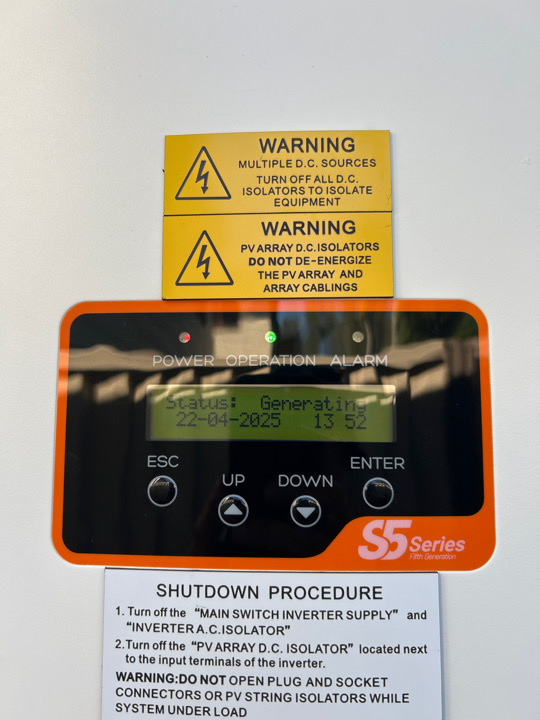 WARNING
MULTIPLE D.C. SOURCES
TURN OFF ALL D.C.
ISOLATORS TO ISOLATE
EQUIPMENT
WARNING
PV ARRAY D.C. ISOLATORS
DO NOT DE-ENERGIZE
THE PV ARRAY AND
ARRAY CABLINGS
POWER OPERATION ALARM
Status: Generating
22-04-2025 13 52
ESC
UP
DOWN
ENTER
S5 Series
Fifth Generation
SHUTDOWN PROCEDURE
1. Turn off the "MAIN SWITCH INVERTER SUPPLY" and
"INVERTER A.C.ISOLATOR"
2.Turn off the "PV ARRAY D.C. ISOLATOR" located next
to the input terminals of the inverter.
WARNING:DO NOT OPEN PLUG AND SOCKET
CONNECTORS OR PV STRING ISOLATORS WHILE
SYSTEM UNDER LOAD